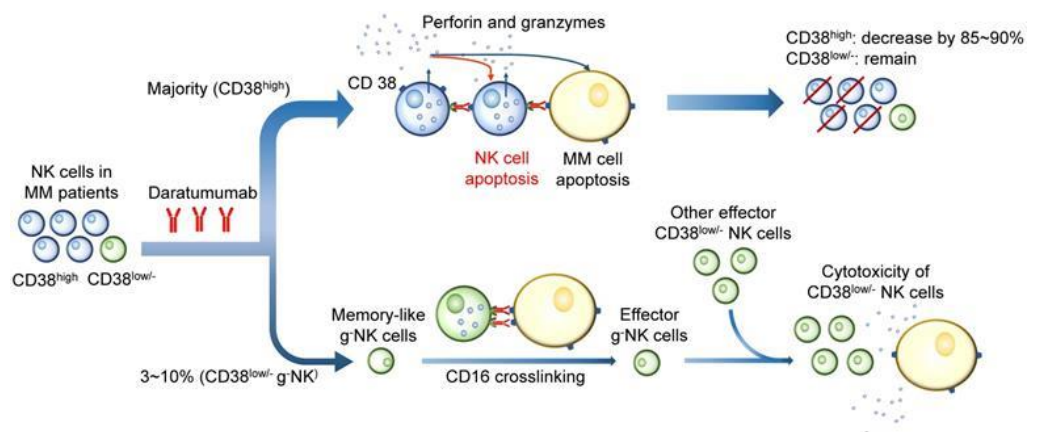 Perforin and granzymes
CD38high: decrease by 85~90%
CD38low/-: remain
CD 38
Majority (CD38high)
NK cell
apoptosis
MM cell
apoptosis
NK cells in
MM patients
Daratumumab
CD38high CD38low/-
Other effector
CD38low/- NK cells
Cytotoxicity of
CD38low/- NK cells
Memory-like
g-NK cells
Effector
g-NK cells
CD16 crosslinking
3~10% (CD38low/- g-NK)